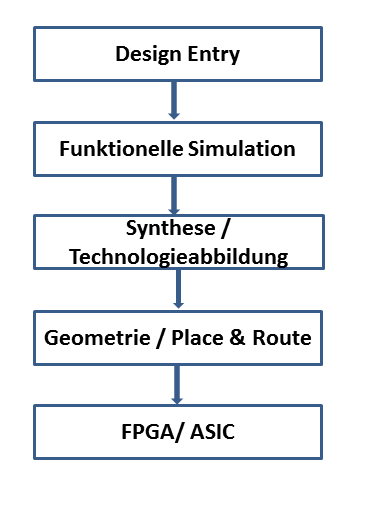 Design Entry
Funktionelle Simulation
Synthese /
Technologieabbildung
Geometrie / Place & Route
FPGA/ ASIC